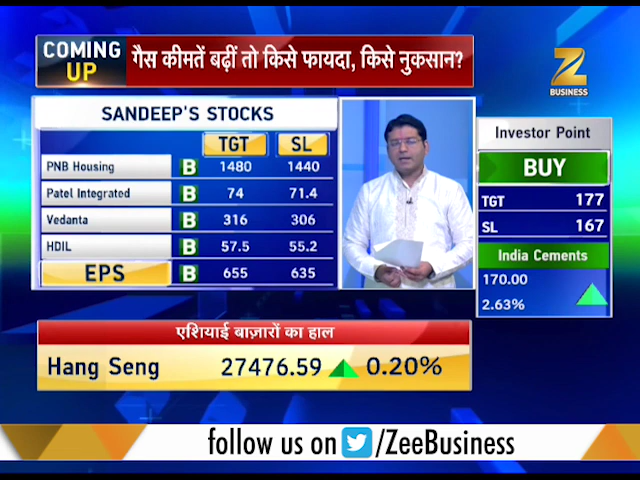 COMING UP
गैस कीमतें बढ़ीं तो किसे फायदा, किसे नुकसान?
Z
BUSINESS
SANDEEP'S STOCKS
TGT SL
PNB Housing B 1480 1440
Patel Integrated B 74 71.4
Vedanta B 316 306
HDIL B 57.5 55.2
EPS B 655 635
Investor Point
BUY
TGT 177
SL 167
India Cements
170.00
2.63%
एशियाई बाज़ारों का हाल
Hang Seng 27476.59 0.20%
follow us on /ZeeBusiness